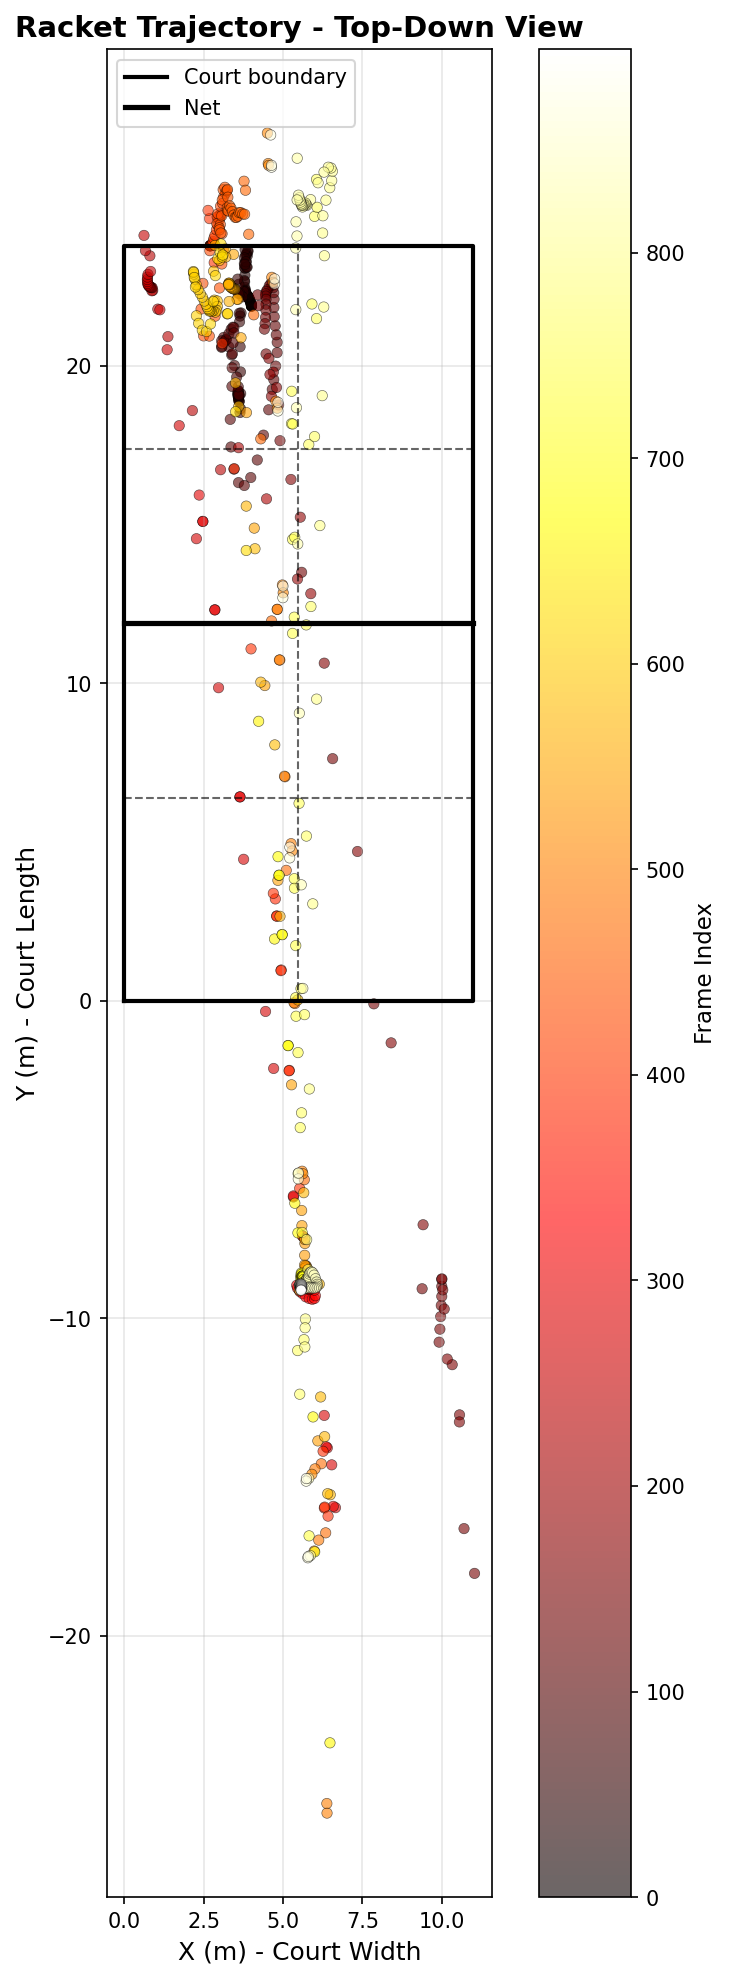 Racket Trajectory - Top-Down View
Court boundary
Net
20
10
0
−10
−20
Y (m) - Court Length
0.0 2.5 5.0 7.5 10.0
X (m) - Court Width
800
700
600
500
400
300
200
100
0
Frame Index